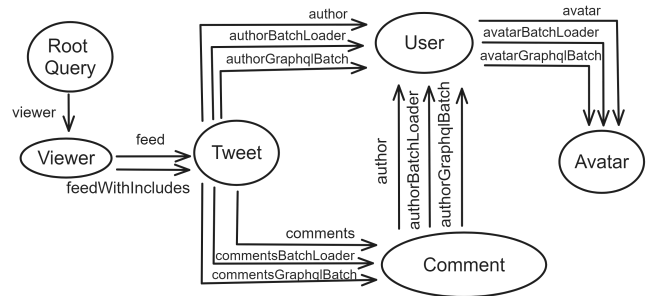 Root
Query
viewer
Viewer
feed
feedWithIncludes
Tweet
author
authorBatchLoader
authorGraphqlBatch
User
avatar
avatarBatchLoader
avatarGraphqlBatch
Avatar
author
authorBatchLoader
authorGraphqlBatch
comments
commentsBatchLoader
commentsGraphqlBatch
Comment